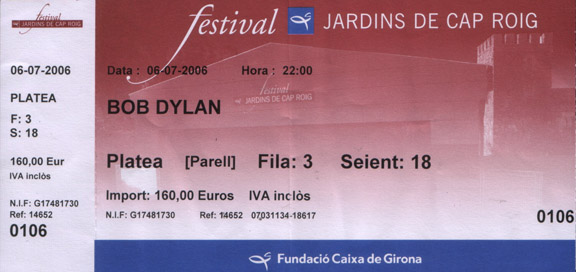 festival
JARDINS DE CAP ROIG
06-07-2006
PLATEA
F: 3
S: 18
160,00 Eur
IVA inclòs
N.I.F: G17481730
Ref: 14652
0106
festival JARDINS DE CAP ROIG
Data : 06-07-2006 Hora : 22:00
festival
JARDINS DE CAP ROIG
BOB DYLAN
Platea [Parell] Fila: 3 Seient: 18
Import: 160,00 Euros IVA inclòs
N.I.F: G17481730 Ref: 14652 07031134-18617
0106
Fundació Caixa de Girona